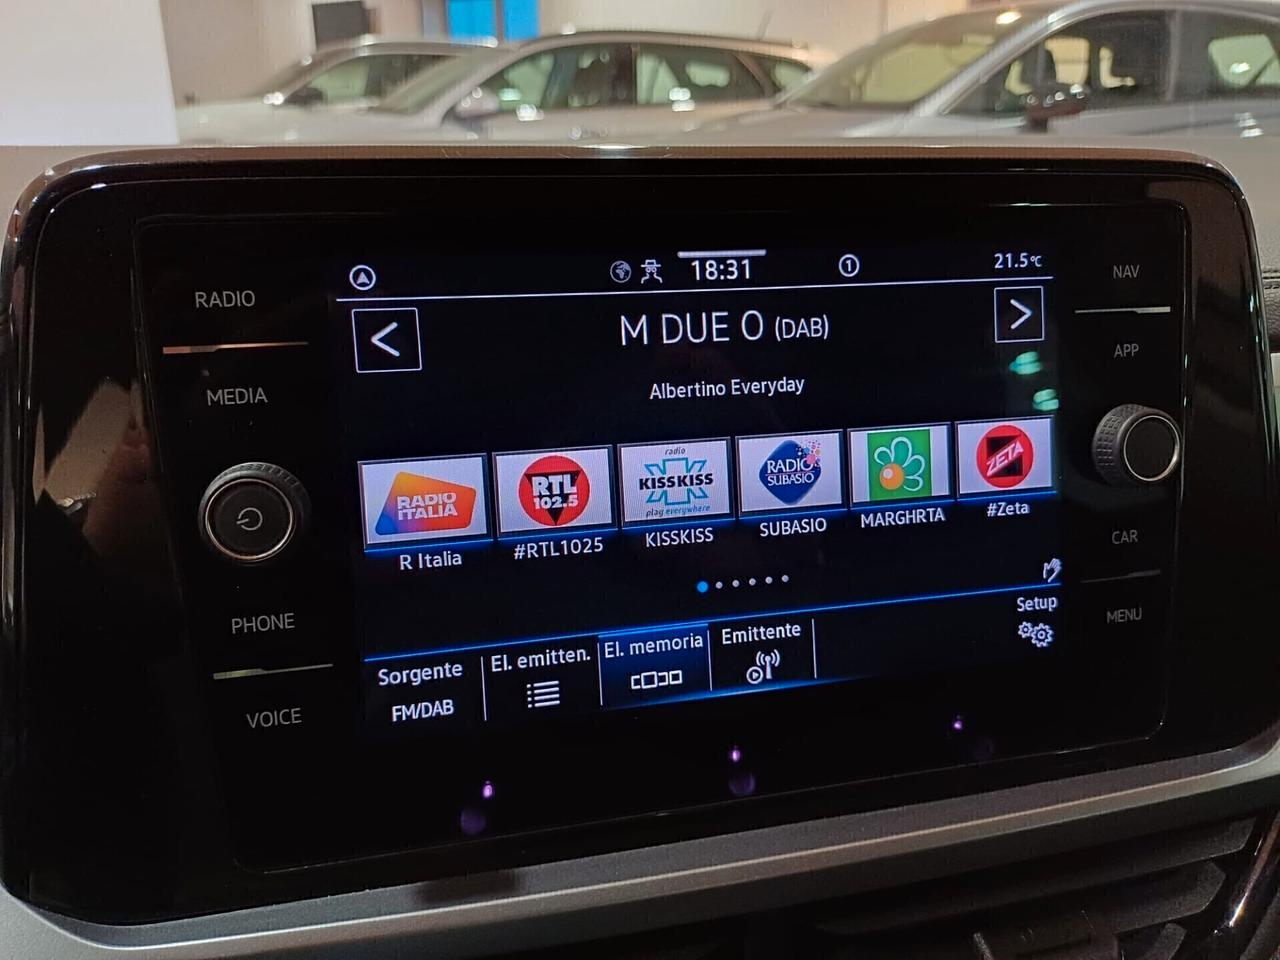 RADIO
MEDIA
PHONE
VOICE
18:31
1
21.5°C
M DUE O (DAB)
Albertino Everyday
RADIO
ITALIA
R Italia
RTL
102.5
#RTL1025
radio
KISSKISS
play everywhere
KISSKISS
RADIO
SUBASIO
SUBASIO
MARGHRTA
ZETA
#Zeta
Sorgente
FM/DAB
El. emitten.
El. memoria
Emittente
Setup
NAV
APP
CAR
MENU